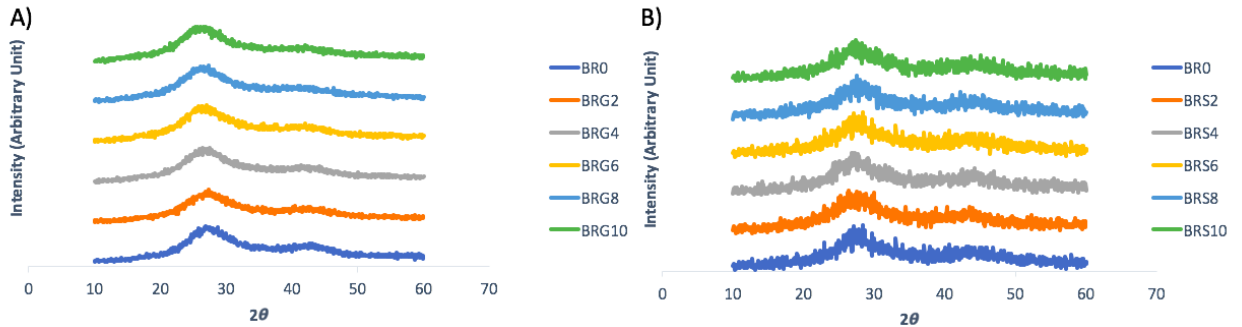 A)
Intensity (Arbitrary Unit)
BR0
BRG2
BRG4
BRG6
BRG8
BRG10
0 10 20 30 40 50 60 70
2θ
B)
Intensity (Arbitrary Unit)
BR0
BRS2
BRS4
BRS6
BRS8
BRS10
0 10 20 30 40 50 60 70
2θ